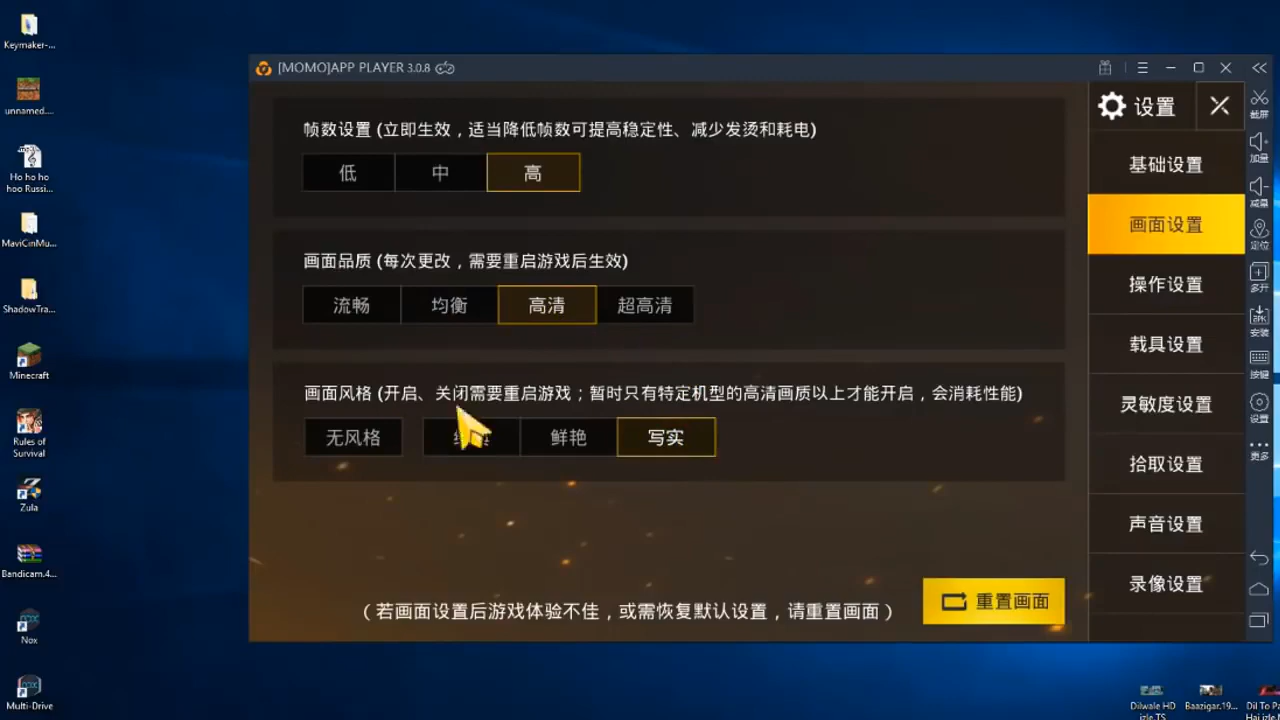 Keymaker-...
unnamed....
Ho ho ho
hoo Russi...
MaviCinMu...
ShadowTra...
Minecraft
Rules of
Survival
Zula
Bandicam.4...
Nox
Multi-Drive
[MOMO]APP PLAYER 3.0.8
帧数设置 (立即生效，适当降低帧数可提高稳定性、减少发烫和耗电)
低 中 高
画面品质 (每次更改，需要重启游戏后生效)
流畅 均衡 高清 超高清
画面风格 (开启、关闭需要重启游戏；暂时只有特定机型的高清画质以上才能开启，会消耗性能)
无风格 鲜艳 写实
（若画面设置后游戏体验不佳，或需恢复默认设置，请重置画面）
重置画面
设置
基础设置
画面设置
操作设置
载具设置
灵敏度设置
拾取设置
声音设置
录像设置
截屏
加量
减量
定位
多开
APK
安装
按键
设置
更多
Dilwale HD
izle.TS
Baazigar.19...
Dil To Pa
Hai izle